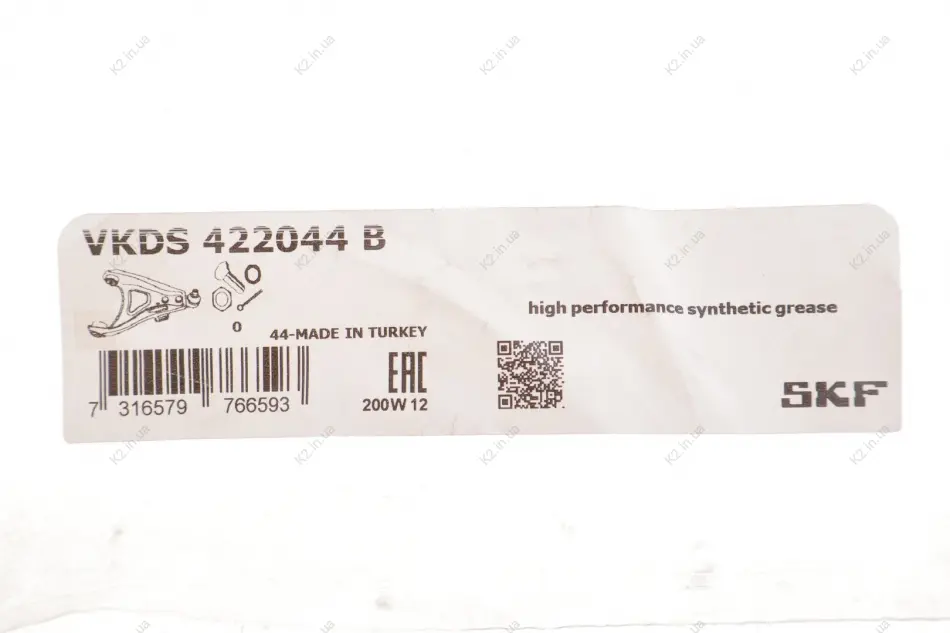 VKDS 422044 B
0
44-MADE IN TURKEY
high performance synthetic grease
7 316579 766593
EAC
200W 12
SKF
K2.in.ua